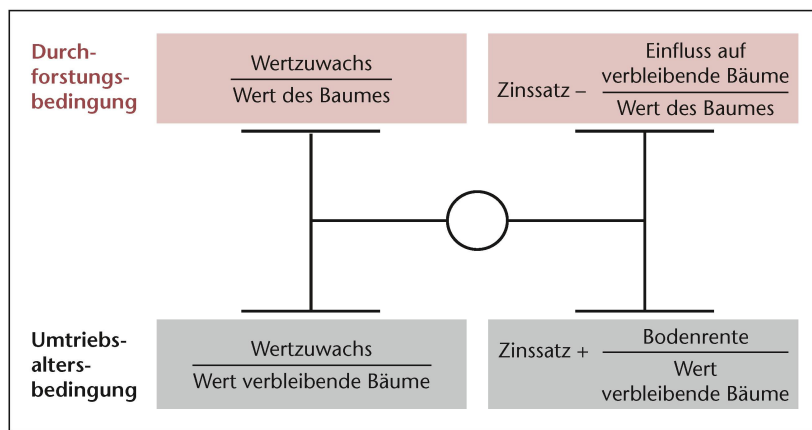 Durch-
forstungs-
bedingung
Wertzuwachs
Wert des Baumes
Zinssatz –
Einfluss auf
verbleibende Bäume
Wert des Baumes
Umtriebs-
alters-
bedingung
Wertzuwachs
Wert verbleibende Bäume
Zinssatz +
Bodenrente
Wert
verbleibende Bäume